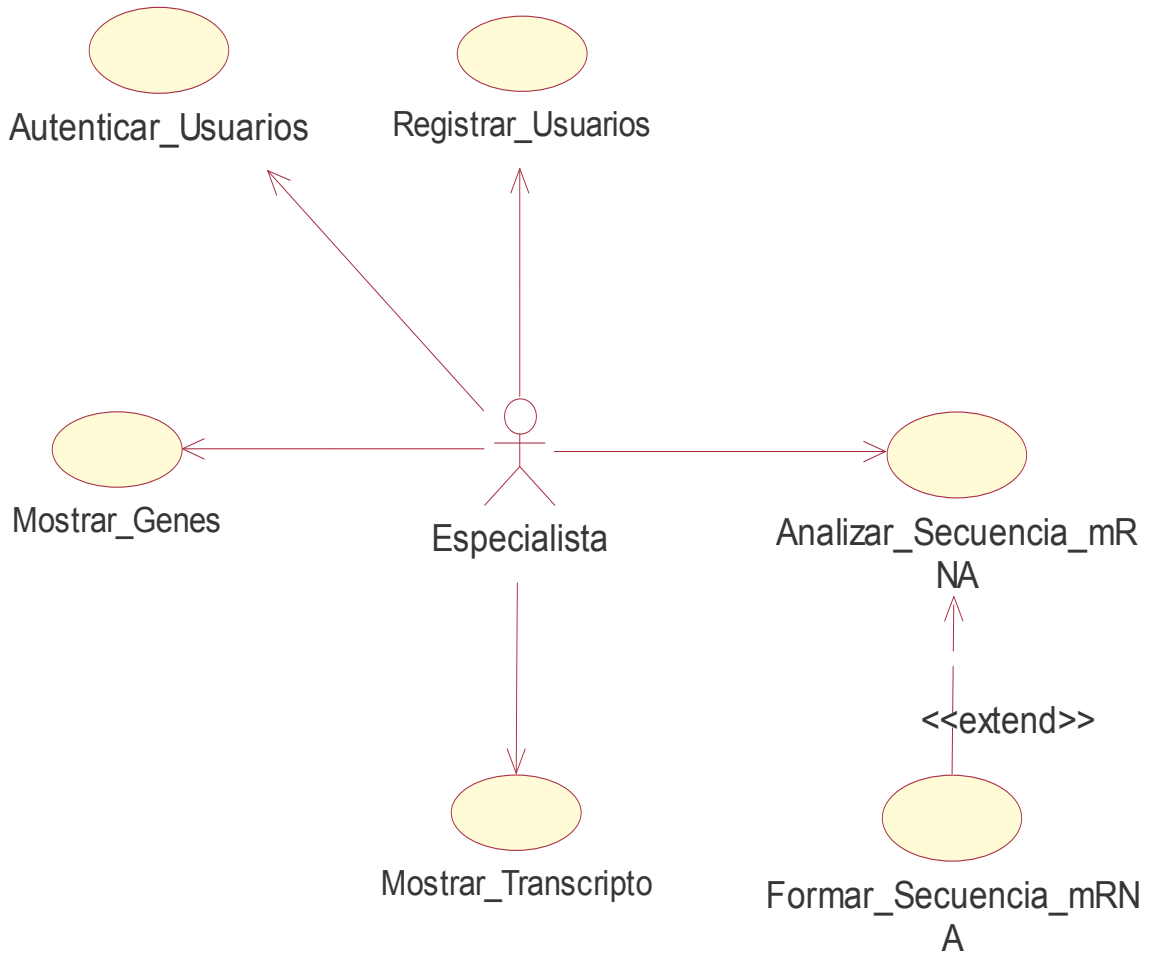 Autenticar_Usuarios
Registrar_Usuarios
Mostrar_Genes
Especialista
Analizar_Secuencia_mR
NA
<<extend>>
Mostrar_Transcripto
Formar_Secuencia_mRN
A